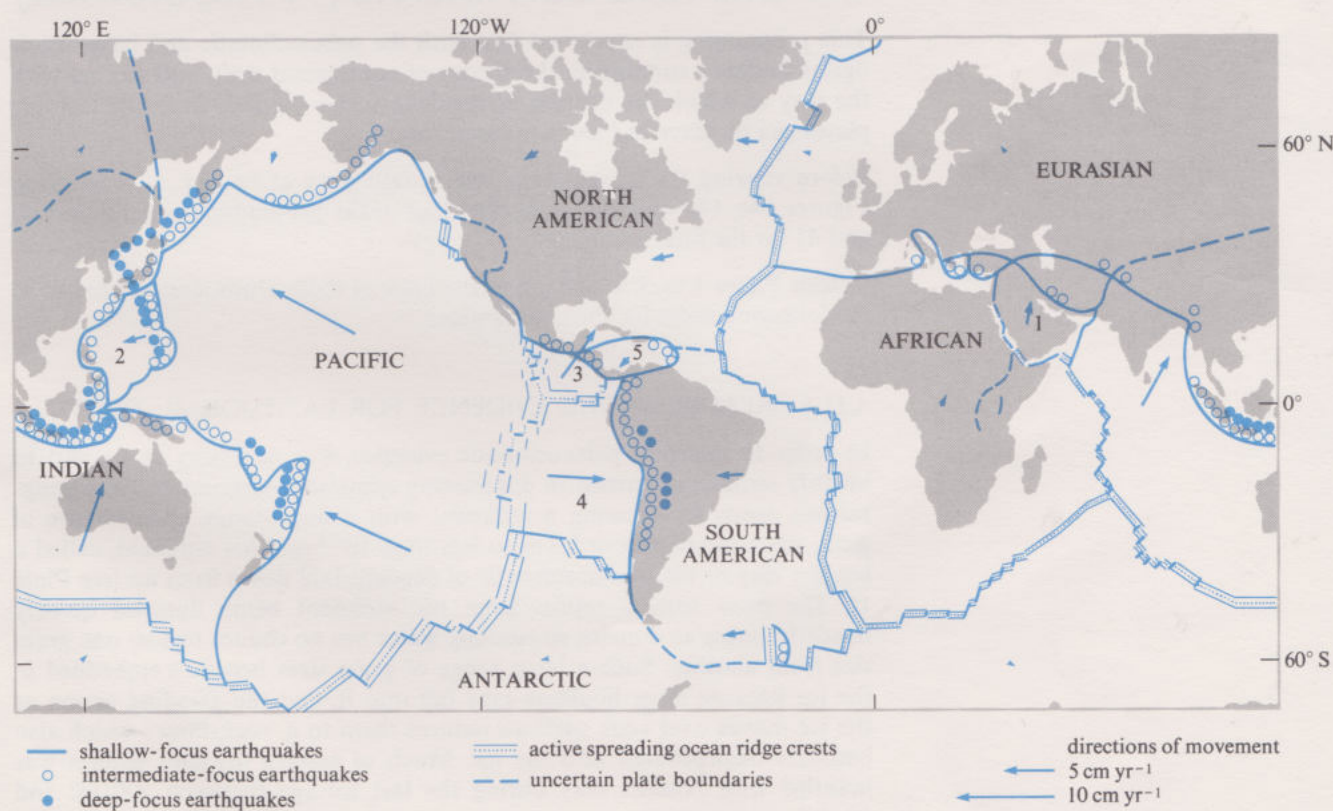 120° E
120°W
0°
60° N
EURASIAN
NORTH
AMERICAN
1
2
PACIFIC
AFRICAN
5
3
0°
INDIAN
4
SOUTH
AMERICAN
60° S
ANTARCTIC
shallow-focus earthquakes
intermediate-focus earthquakes
deep-focus earthquakes
active spreading ocean ridge crests
uncertain plate boundaries
directions of movement
5 cm yr⁻¹
10 cm yr⁻¹